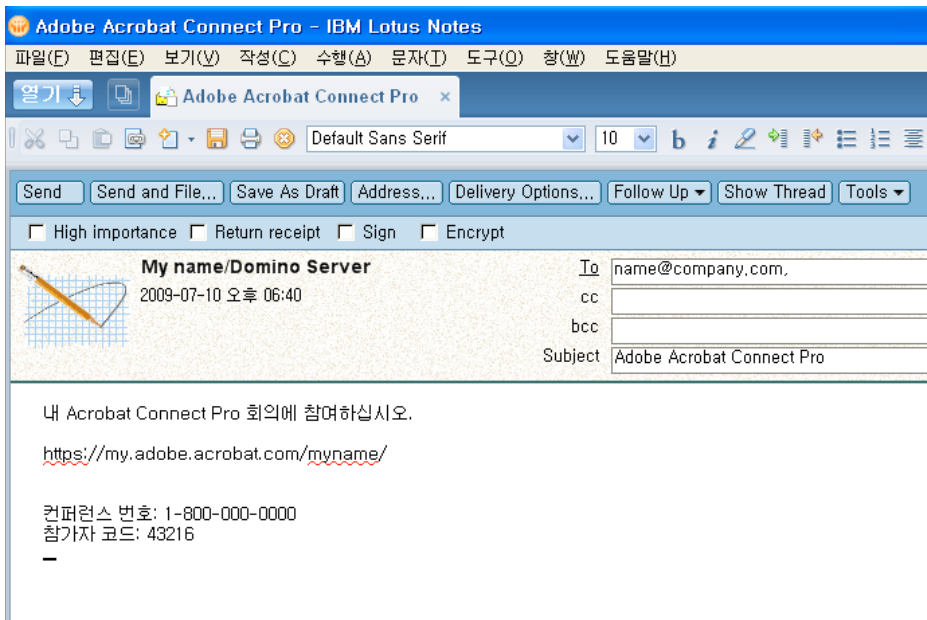 Adobe Acrobat Connect Pro - IBM Lotus Notes
파일(F) 편집(E) 보기(V) 작성(C) 수행(A) 문자(T) 도구(O) 창(W) 도움말(H)
열기 Adobe Acrobat Connect Pro ×
Default Sans Serif 10 b i
Send Send and File... Save As Draft Address... Delivery Options... Follow Up Show Thread Tools
High importance Return receipt Sign Encrypt
My name/Domino Server To name@company.com,
2009-07-10 오후 06:40 cc
bcc
Subject Adobe Acrobat Connect Pro
내 Acrobat Connect Pro 회의에 참여하십시오.
https://my.adobe.acrobat.com/myname/
컨퍼런스 번호: 1-800-000-0000
참가자 코드: 43216